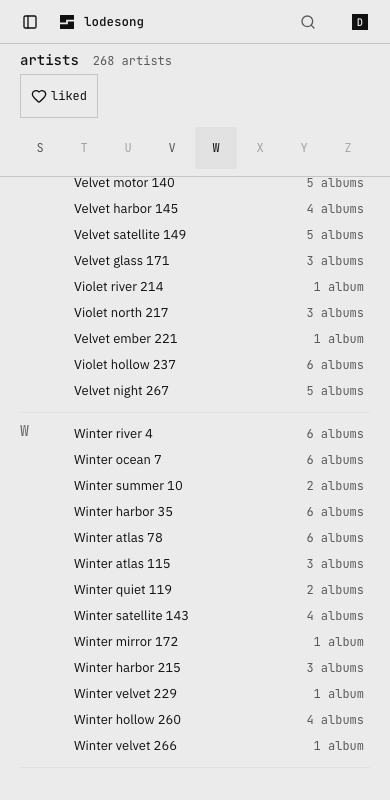 lodesong
D
artists 268 artists
liked
S T U V W X Y Z
Velvet motor 140 5 albums
Velvet harbor 145 4 albums
Velvet satellite 149 5 albums
Velvet glass 171 3 albums
Violet river 214 1 album
Violet north 217 3 albums
Velvet ember 221 1 album
Violet hollow 237 6 albums
Velvet night 267 5 albums
W Winter river 4 6 albums
Winter ocean 7 6 albums
Winter summer 10 2 albums
Winter harbor 35 6 albums
Winter atlas 78 6 albums
Winter atlas 115 3 albums
Winter quiet 119 2 albums
Winter satellite 143 4 albums
Winter mirror 172 1 album
Winter harbor 215 3 albums
Winter velvet 229 1 album
Winter hollow 260 4 albums
Winter velvet 266 1 album